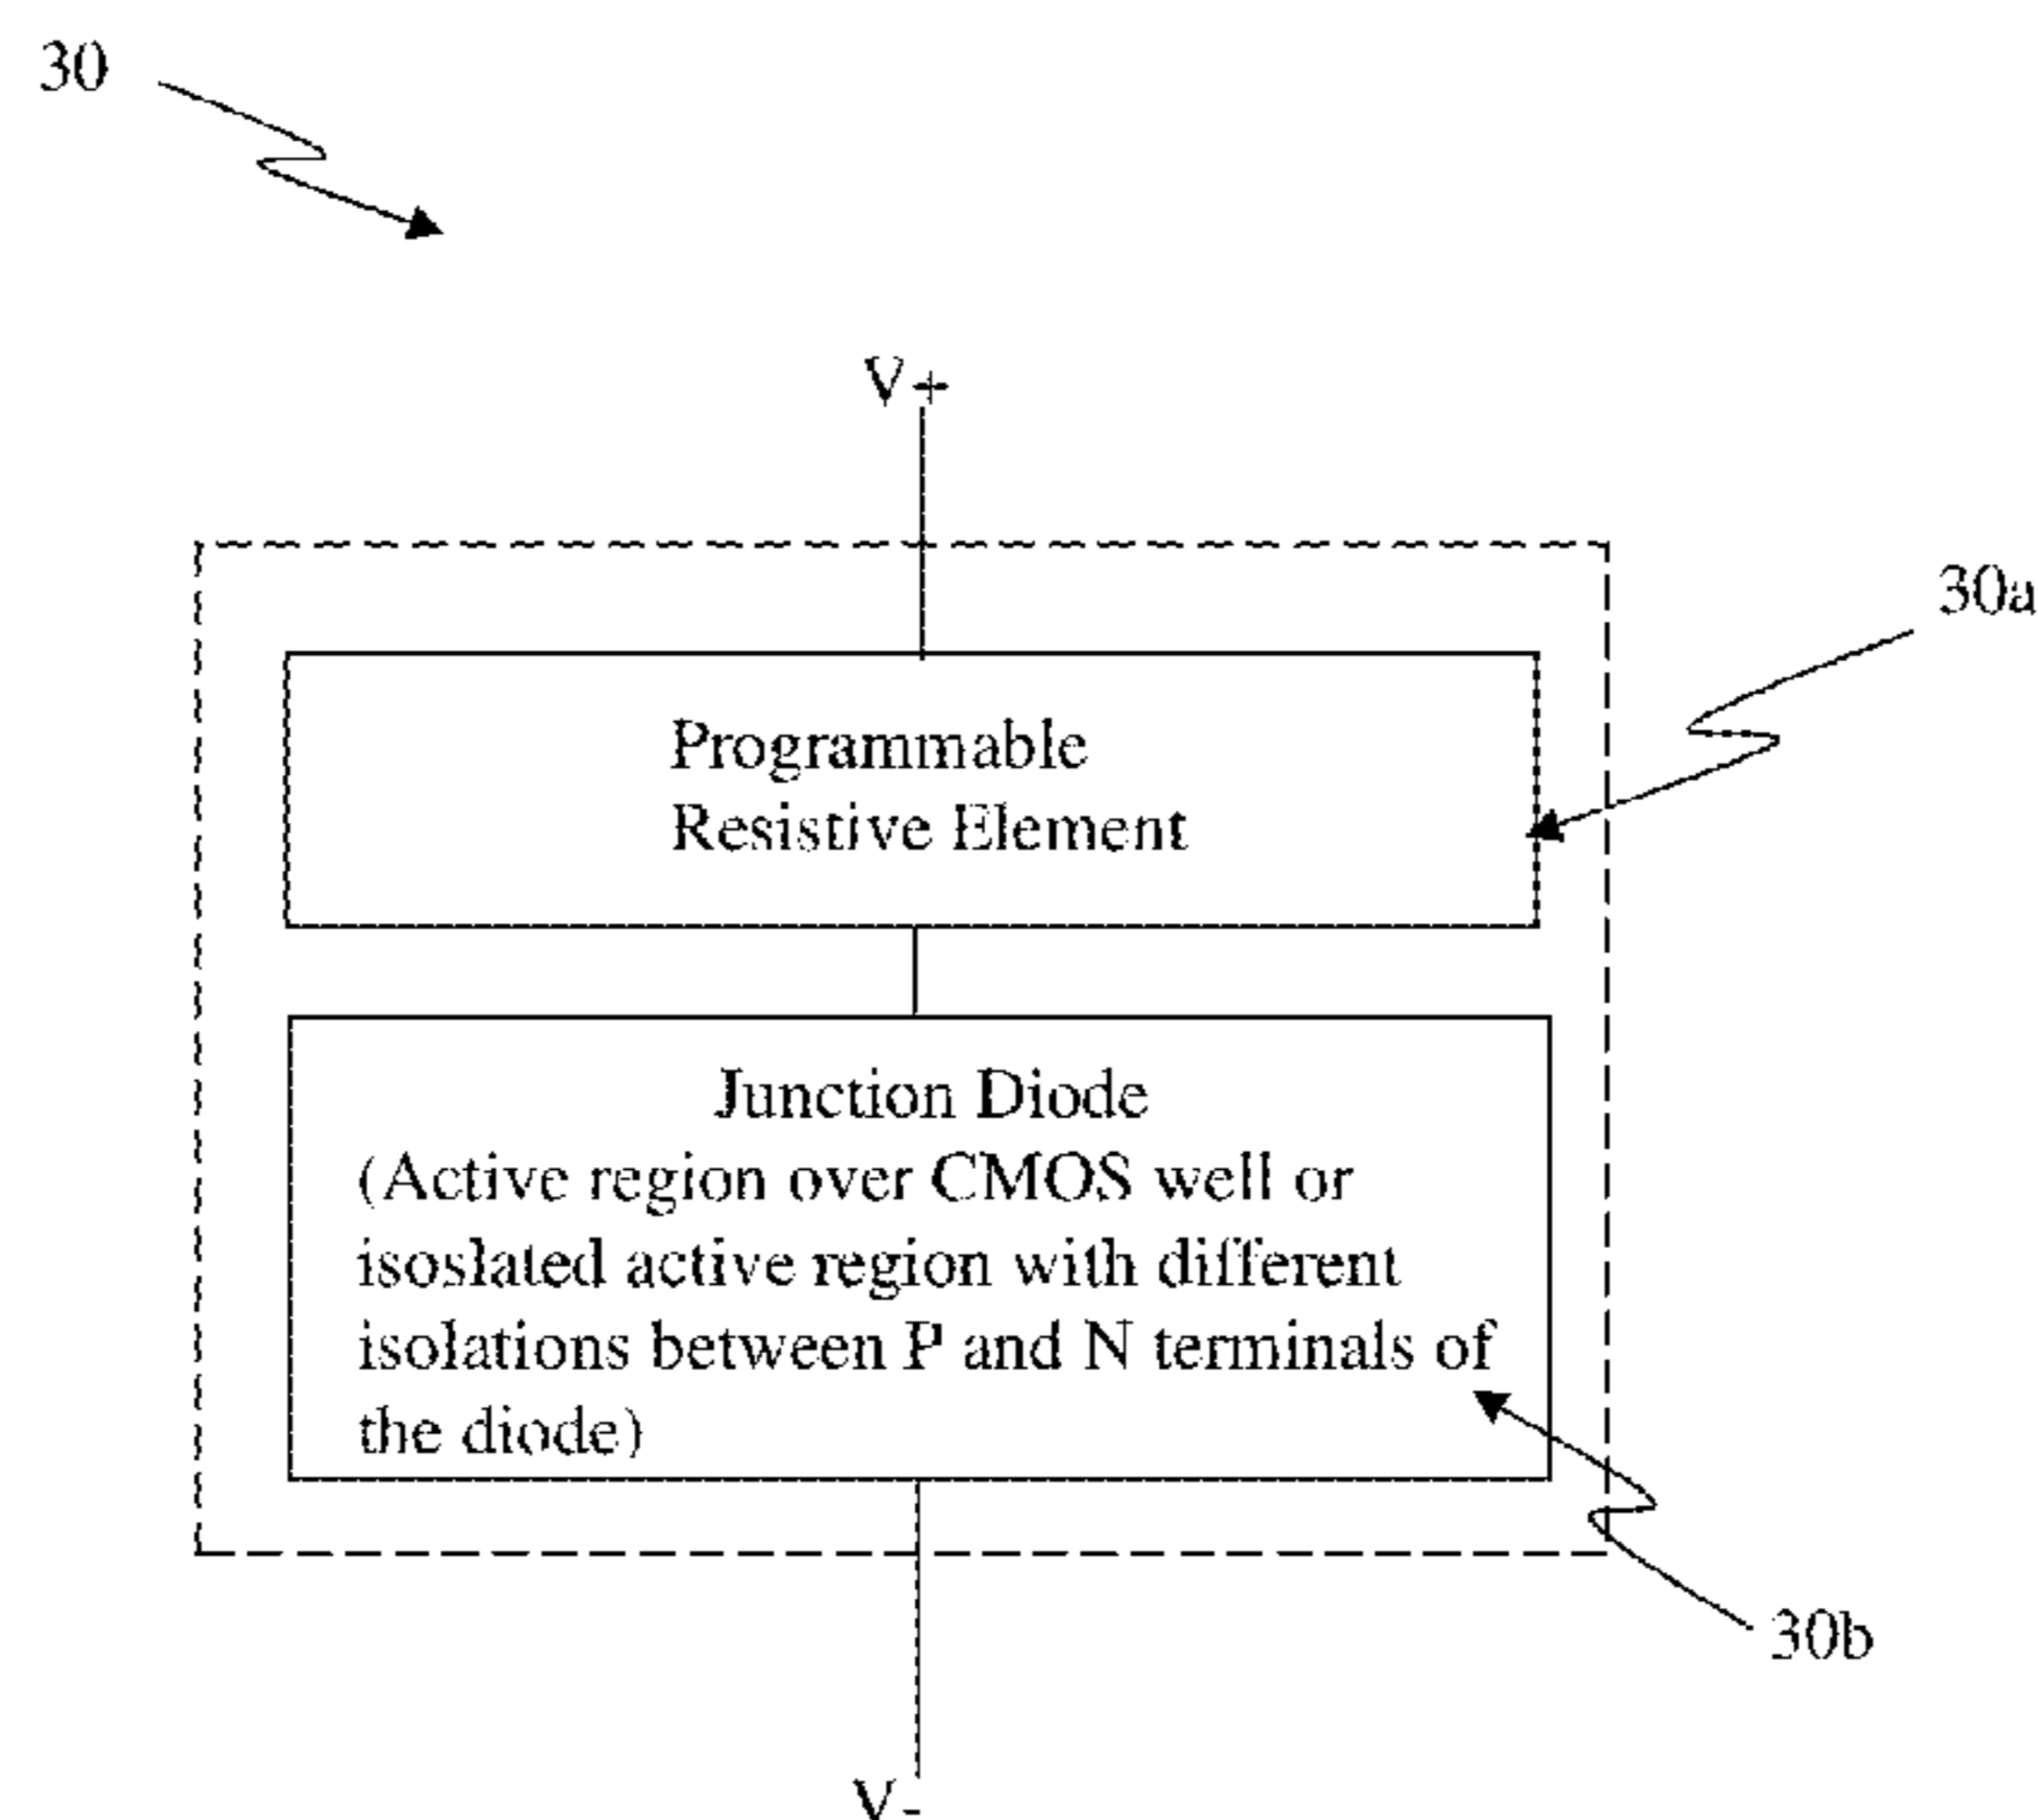 30
V+
30a
Programmable
Resistive Element
Junction Diode
(Active region over CMOS well or
isoslated active region with different
isolations between P and N terminals of
the diode)
30b
V-